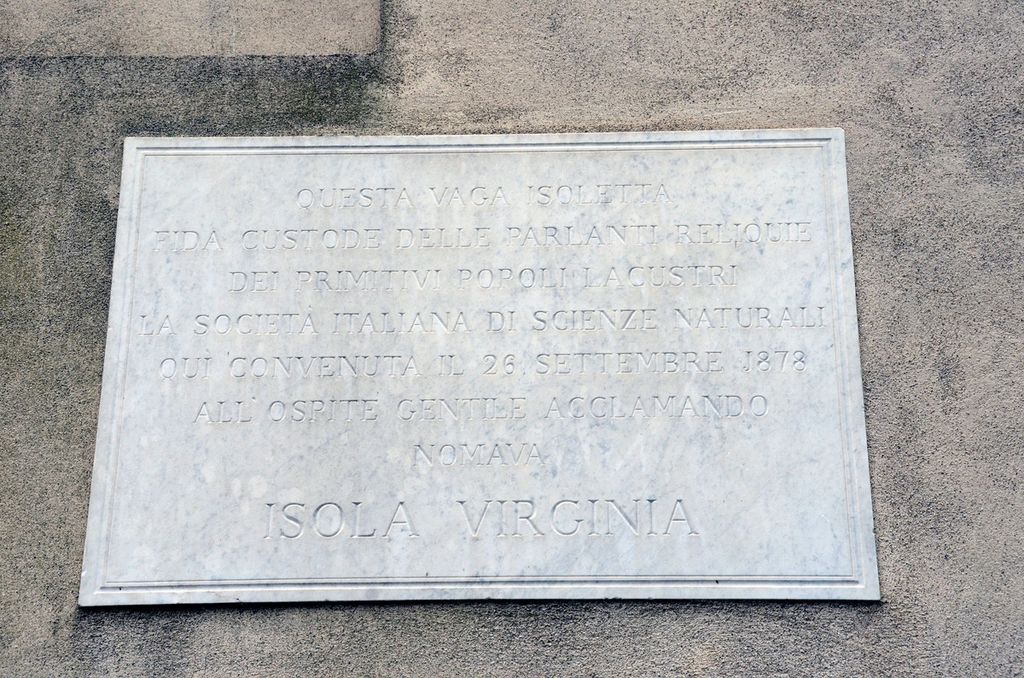 QUESTA VAGA ISOLETTA
FIDA CUSTODE DELLE PARLANTI RELIQUIE
DEI PRIMITIVI POPOLI LACUSTRI
LA SOCIETÀ ITALIANA DI SCIENZE NATURALI
QUÌ CONVENUTA IL 26 SETTEMBRE 1878
ALL'OSPITE GENTILE ACCLAMANDO
NOMAVA
ISOLA VIRGINIA